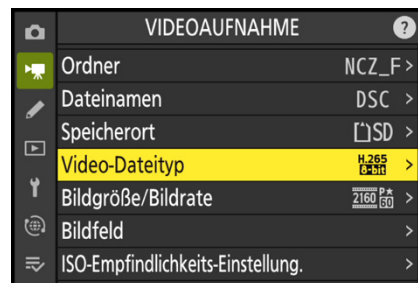 VIDEOAUFNAHME ?
Ordner NCZ_F >
Dateinamen DSC >
Speicherort SD >
Video-Dateityp H.265 8-bit >
Bildgröße/Bildrate 2160 P★ 60 >
Bildfeld >
ISO-Empfindlichkeits-Einstellung. >